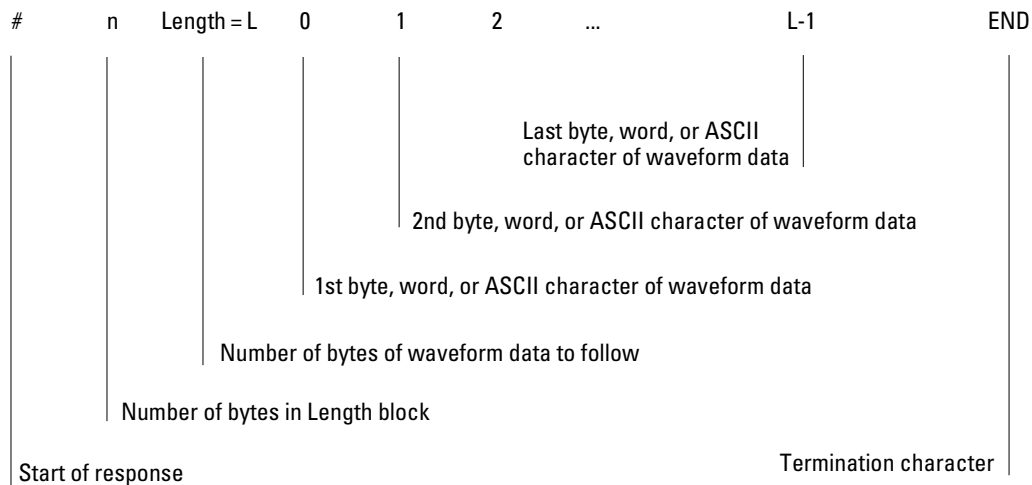 # n Length = L 0 1 2 ... L-1 END
Last byte, word, or ASCII
character of waveform data
2nd byte, word, or ASCII character of waveform data
1st byte, word, or ASCII character of waveform data
Number of bytes of waveform data to follow
Number of bytes in Length block
Termination character
Start of response